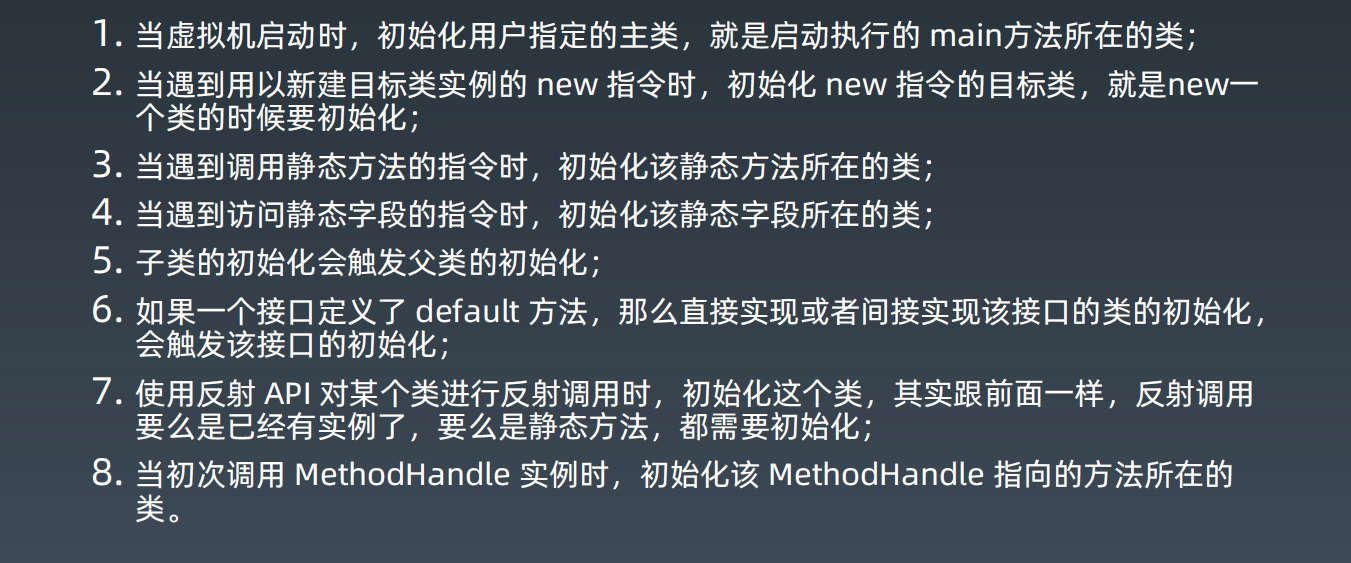 1. 当虚拟机启动时，初始化用户指定的主类，就是启动执行的 main方法所在的类；
2. 当遇到用以新建目标类实例的 new 指令时，初始化 new 指令的目标类，就是new一
个类的时候要初始化；
3. 当遇到调用静态方法的指令时，初始化该静态方法所在的类；
4. 当遇到访问静态字段的指令时，初始化该静态字段所在的类；
5. 子类的初始化会触发父类的初始化；
6. 如果一个接口定义了 default 方法，那么直接实现或者间接实现该接口的类的初始化，
会触发该接口的初始化；
7. 使用反射 API 对某个类进行反射调用时，初始化这个类，其实跟前面一样，反射调用
要么是已经有实例了，要么是静态方法，都需要初始化；
8. 当初次调用 MethodHandle 实例时，初始化该 MethodHandle 指向的方法所在的
类。